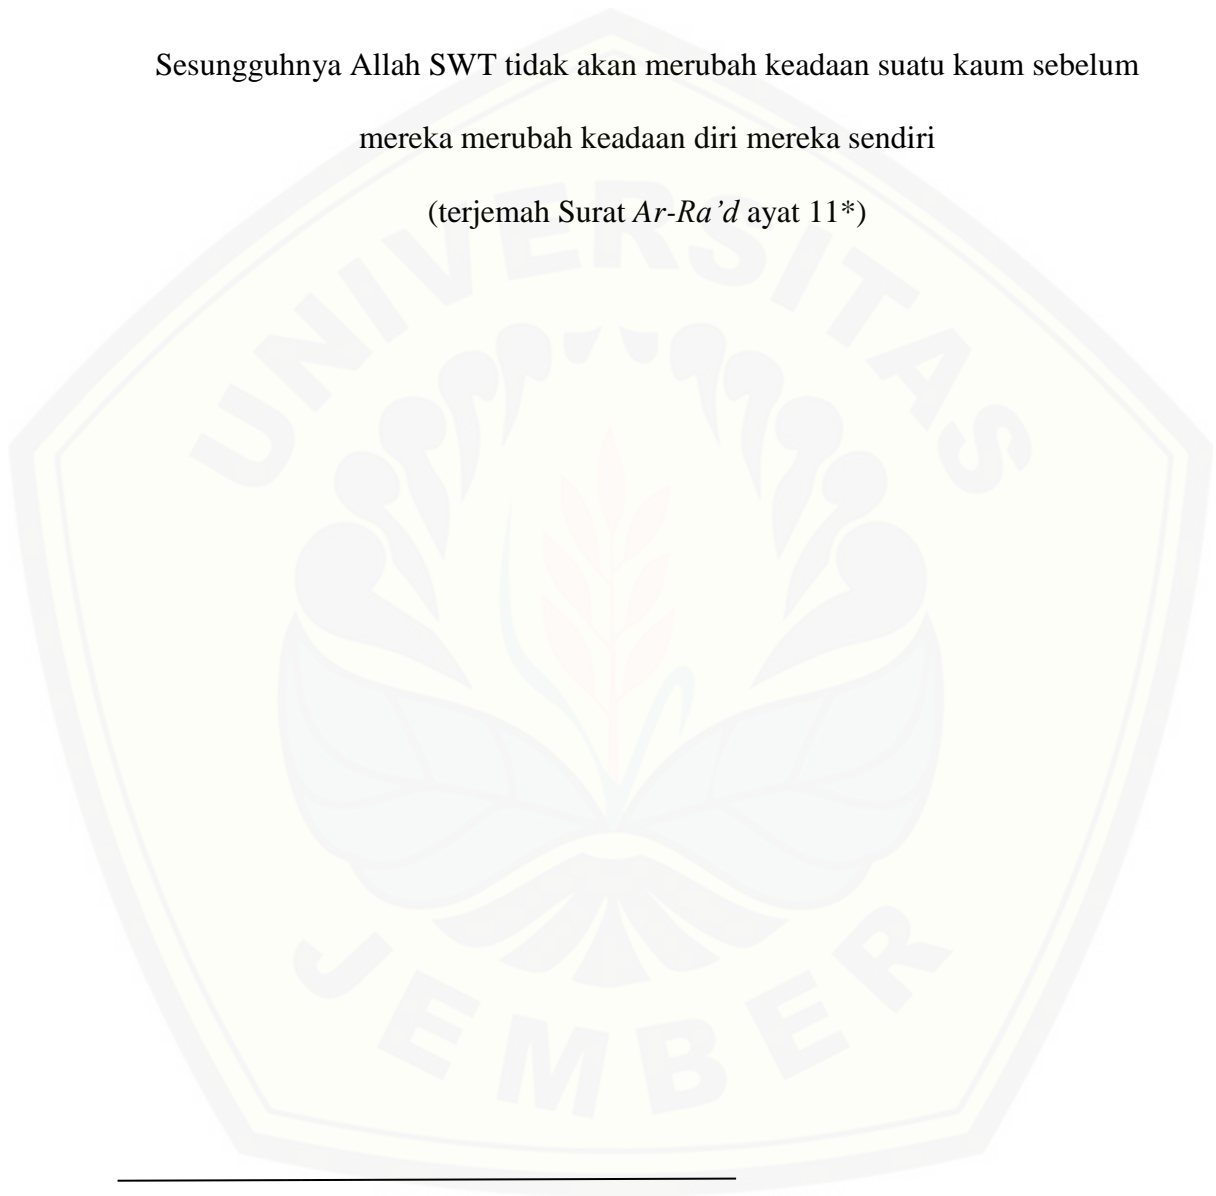 Sesungguhnya Allah SWT tidak akan merubah keadaan suatu kaum sebelum
mereka merubah keadaan diri mereka sendiri
(terjemah Surat Ar-Ra’d ayat 11*)
UNIVERSITAS
JEMBER